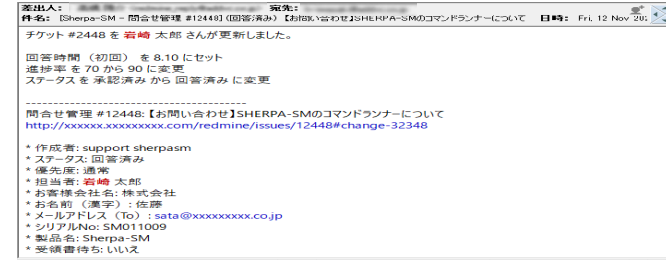 差出人: 宛先:
件名: [Sherpa-SM - 問合せ管理 #12448] (回答済み) 【お問い合わせ】SHERPA-SMのコマンドランナーについて 日時: Fri, 12 Nov 20
チケット #2448 を 岩崎 太郎 さんが更新しました。
回答時間（初回） を 8.10 にセット
進捗率 を 70 から 90 に変更
ステータス を 承認済み から 回答済み に変更
----------------------------------------
問合せ管理 #12448:【お問い合わせ】SHERPA-SMのコマンドランナーについて
http://xxxxxx.xxxxxxxxx.com/redmine/issues/12448#change-32348
* 作成者: support sherpasm
* ステータス: 回答済み
* 優先度: 通常
* 担当者: 岩崎 太郎
* お客様会社名: 株式会社
* お名前（漢字）: 佐藤
* メールアドレス（To）: sata@xxxxxxxxx.co.jp
* シリアルNo: SM011009
* 製品名: Sherpa-SM
* 受領書待ち: いいえ